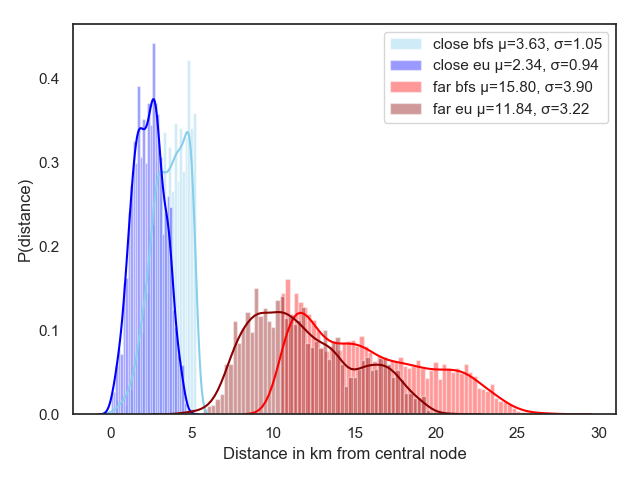 close bfs μ=3.63, σ=1.05
close eu μ=2.34, σ=0.94
far bfs μ=15.80, σ=3.90
far eu μ=11.84, σ=3.22
P(distance)
0.4
0.3
0.2
0.1
0.0
0 5 10 15 20 25 30
Distance in km from central node